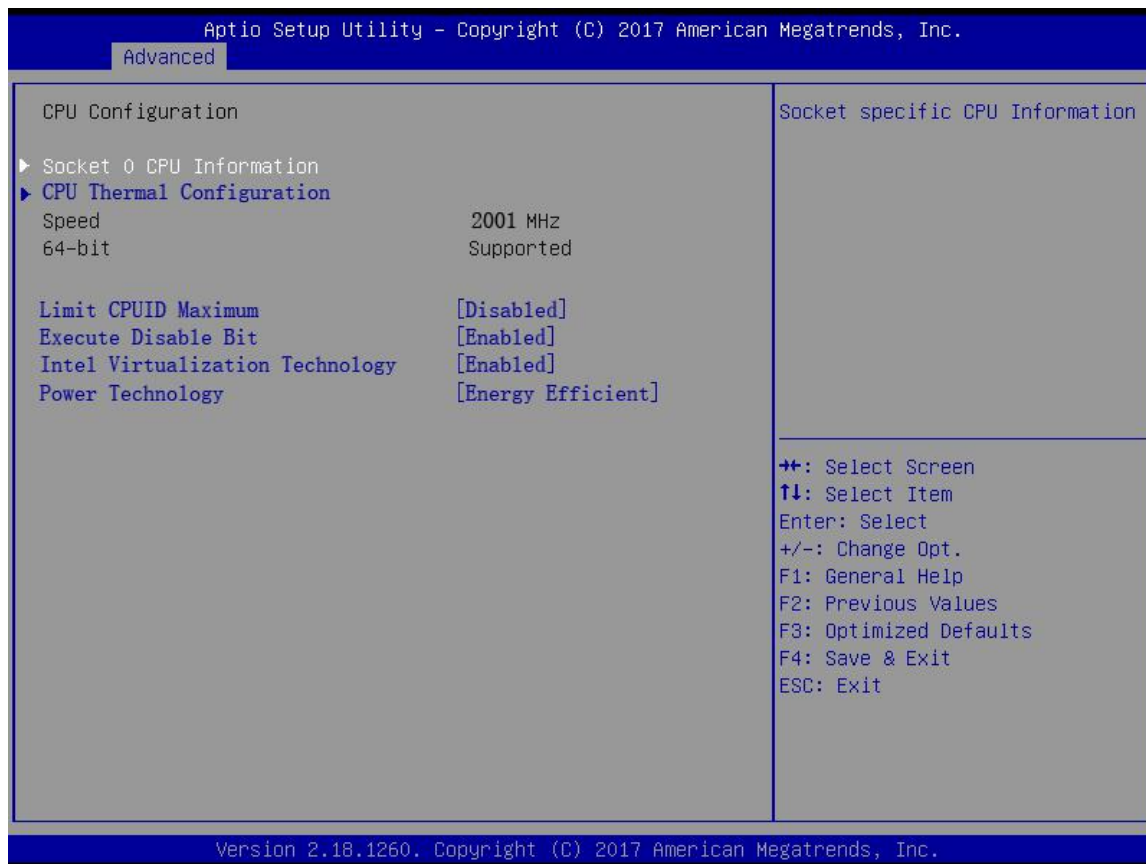 Aptio Setup Utility – Copyright (C) 2017 American Megatrends, Inc.
Advanced
CPU Configuration
Socket 0 CPU Information
CPU Thermal Configuration
Speed 2001 MHz
64-bit Supported
Limit CPUID Maximum [Disabled]
Execute Disable Bit [Enabled]
Intel Virtualization Technology [Enabled]
Power Technology [Energy Efficient]
Socket specific CPU Information
→←: Select Screen
↑↓: Select Item
Enter: Select
+/-: Change Opt.
F1: General Help
F2: Previous Values
F3: Optimized Defaults
F4: Save & Exit
ESC: Exit
Version 2.18.1260. Copyright (C) 2017 American Megatrends, Inc.